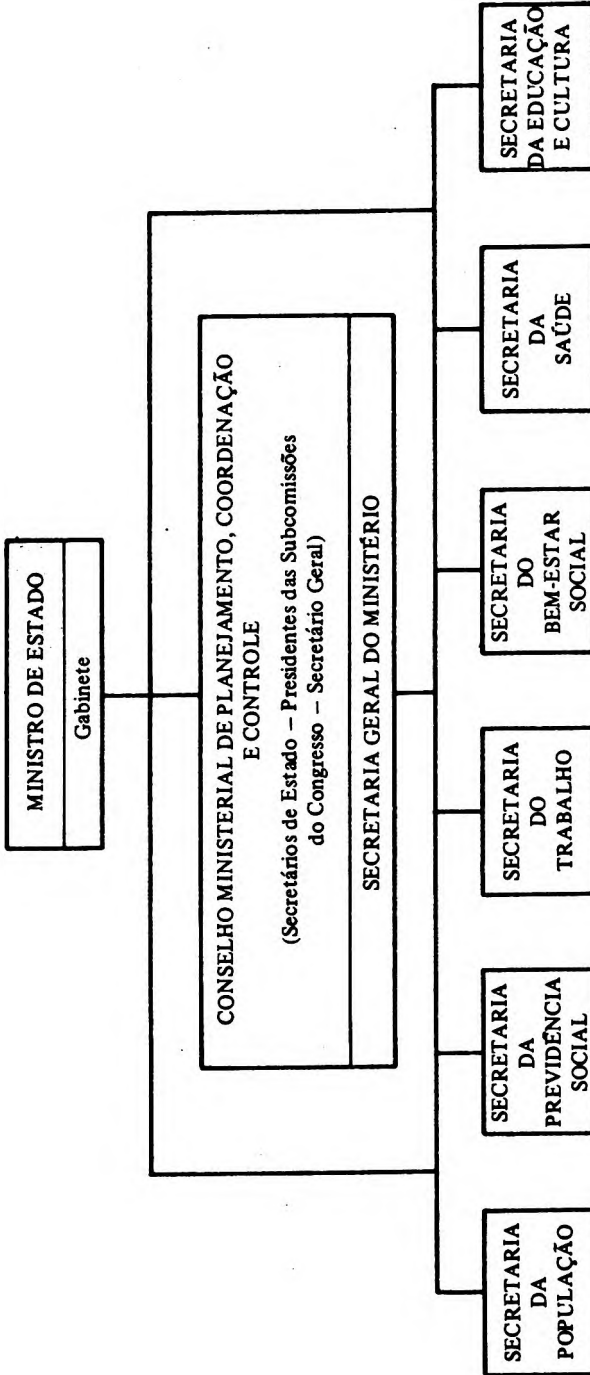 MINISTRO DE ESTADO
Gabinete
CONSELHO MINISTERIAL DE PLANEJAMENTO, COORDENAÇÃO
E CONTROLE
(Secretários de Estado – Presidentes das Subcomissões
do Congresso – Secretário Geral)
SECRETARIA GERAL DO MINISTÉRIO
SECRETARIA
DA
POPULAÇÃO
SECRETARIA
DA
PREVIDÊNCIA
SOCIAL
SECRETARIA
DO
TRABALHO
SECRETARIA
DO
BEM-ESTAR
SOCIAL
SECRETARIA
DA
SAÚDE
SECRETARIA
DA EDUCAÇÃO
E CULTURA